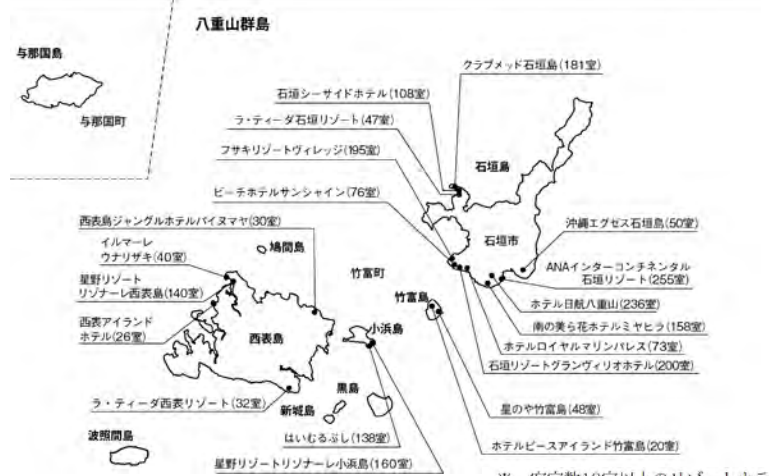 八重山群島
与那国島
与那国町
クラブメッド石垣島(181室)
石垣シーサイドホテル(108室)
ラ・ティーダ石垣リゾート(47室)
フサキリゾートヴィレッジ(195室)
石垣島
ビーチホテルサンシャイン(76室)
西表島ジャングルホテルパイヌマヤ(30室)
沖縄エグゼス石垣島(50室)
石垣市
イルマーレ
ウナリザキ(40室)
鳩間島
竹富町
ANAインターコンチネンタル
石垣リゾート(255室)
星野リゾート
リゾナーレ西表島(140室)
竹富島
ホテル日航八重山(236室)
南の美ら花ホテルミヤヒラ(158室)
西表アイランド
ホテル(26室)
西表島
小浜島
ホテルロイヤルマリンパレス(73室)
石垣リゾートグランヴィリオホテル(200室)
黒島
ラ・ティーダ西表リゾート(32室)
新城島
星のや竹富島(48室)
波照間島
はいむるぶし(138室)
ホテルピースアイランド竹富島(20室)
星野リゾートリゾナーレ小浜島(160室)